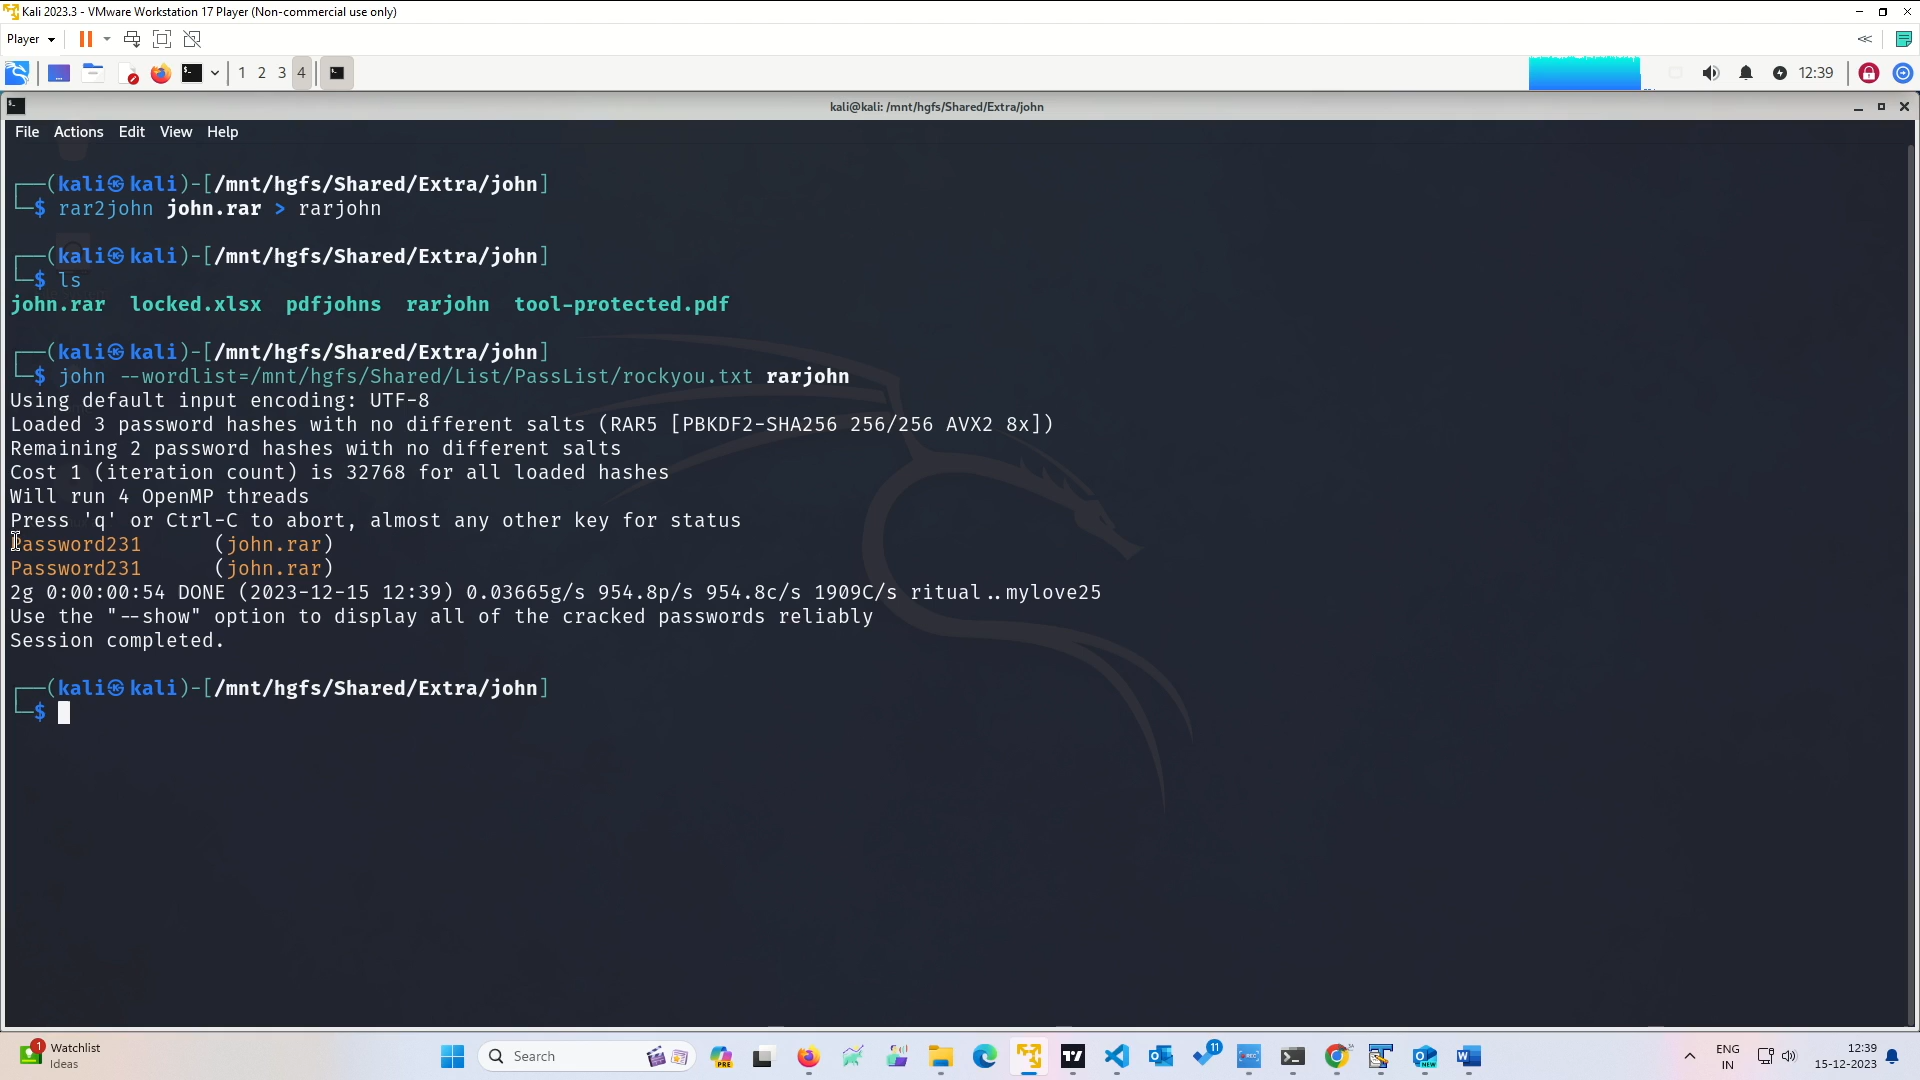 Kali 2023.3 - VMware Workstation 17 Player (Non-commercial use only)
Player
1 2 3 4
12:39
kali@kali: /mnt/hgfs/Shared/Extra/john
File Actions Edit View Help
┌──(kali㉿kali)-[/mnt/hgfs/Shared/Extra/john]
└─$ rar2john john.rar > rarjohn
┌──(kali㉿kali)-[/mnt/hgfs/Shared/Extra/john]
└─$ ls
john.rar locked.xlsx pdfjohns rarjohn tool-protected.pdf
┌──(kali㉿kali)-[/mnt/hgfs/Shared/Extra/john]
└─$ john --wordlist=/mnt/hgfs/Shared/List/PassList/rockyou.txt rarjohn
Using default input encoding: UTF-8
Loaded 3 password hashes with no different salts (RAR5 [PBKDF2-SHA256 256/256 AVX2 8x])
Remaining 2 password hashes with no different salts
Cost 1 (iteration count) is 32768 for all loaded hashes
Will run 4 OpenMP threads
Press 'q' or Ctrl-C to abort, almost any other key for status
Password231 (john.rar)
Password231 (john.rar)
2g 0:00:00:54 DONE (2023-12-15 12:39) 0.03665g/s 954.8p/s 954.8c/s 1909C/s ritual..mylove25
Use the "--show" option to display all of the cracked passwords reliably
Session completed.
┌──(kali㉿kali)-[/mnt/hgfs/Shared/Extra/john]
└─$
1
Watchlist
Ideas
Search
PRE
11
REC
NEW
ENG
IN
12:39
15-12-2023